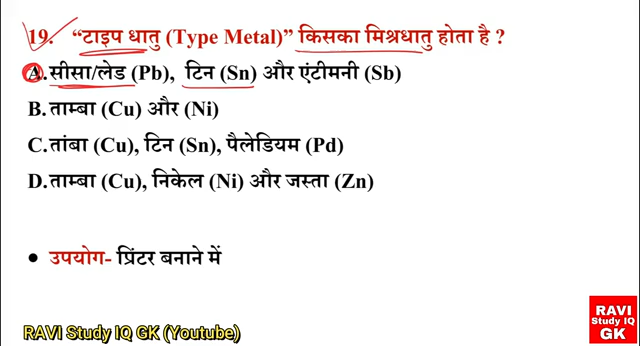 19. “टाइप धातु (Type Metal)” किसका मिश्रधातु होता है ?
A. सीसा/लेड (Pb), टिन (Sn) और एंटीमनी (Sb)
B. ताम्बा (Cu) और (Ni)
C. तांबा (Cu), टिन (Sn), पैलेडियम (Pd)
D. ताम्बा (Cu), निकेल (Ni) और जस्ता (Zn)
• उपयोग- प्रिंटर बनाने में
RAVI Study IQ GK (Youtube)
RAVI
Study IQ
GK